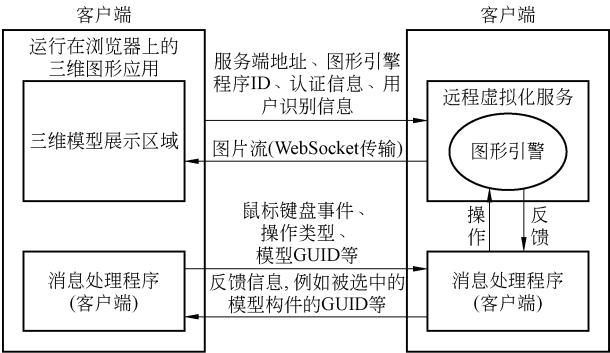 客户端
客户端
运行在浏览器上的
三维图形应用
三维模型展示区域
服务端地址、图形引擎
程序ID、认证信息、用
户识别信息
图片流(WebSocket传输)
远程虚拟化服务
图形引警
操
作
反
馈
鼠标键盘事件、
操作类型、
模型GUID等
反馈信息, 例如被选中的
模型构件的GUID等
消息处理程序
(客户端)
消息处理程序
(客户端)